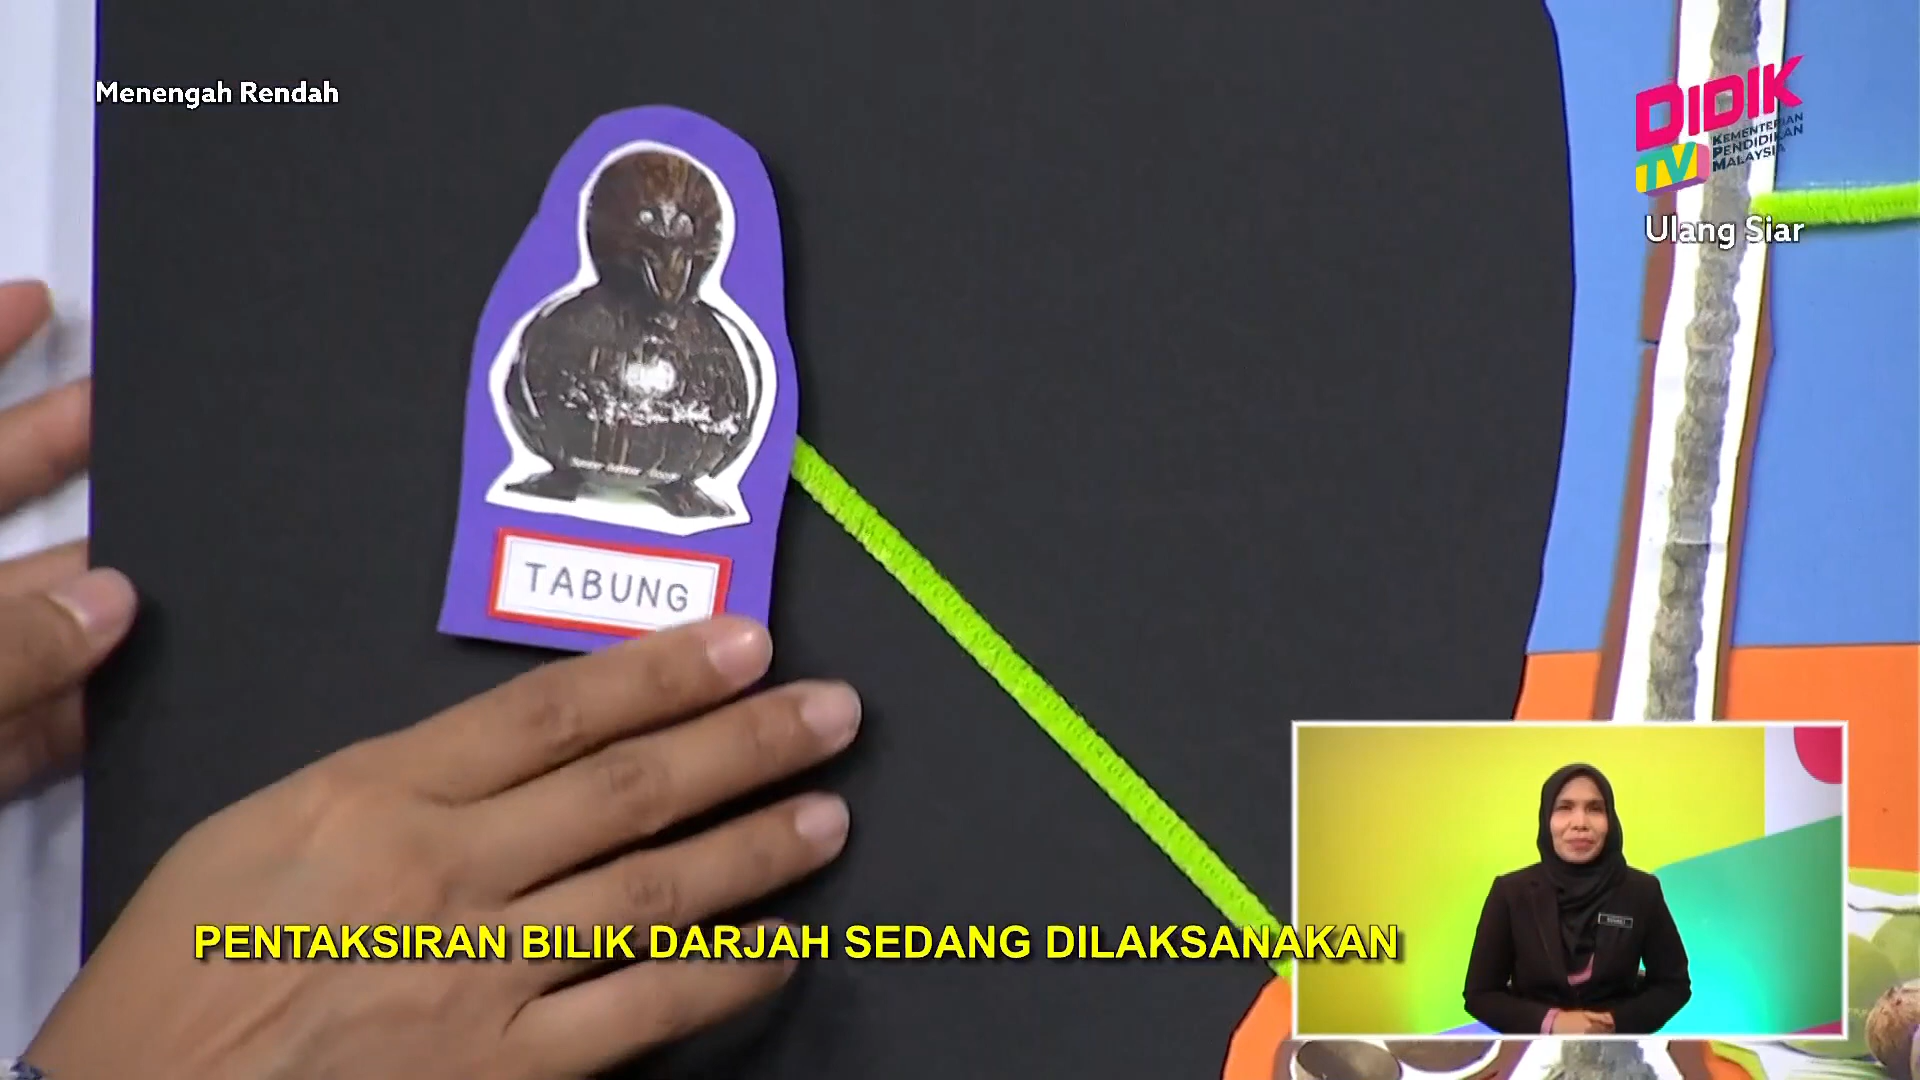 Menengah Rendah
DIDIK
TV
KEMENTERIAN
PENDIDIKAN
MALAYSIA
Ulang Siar
TABUNG
PENTAKSIRAN BILIK DARJAH SEDANG DILAKSANAKAN